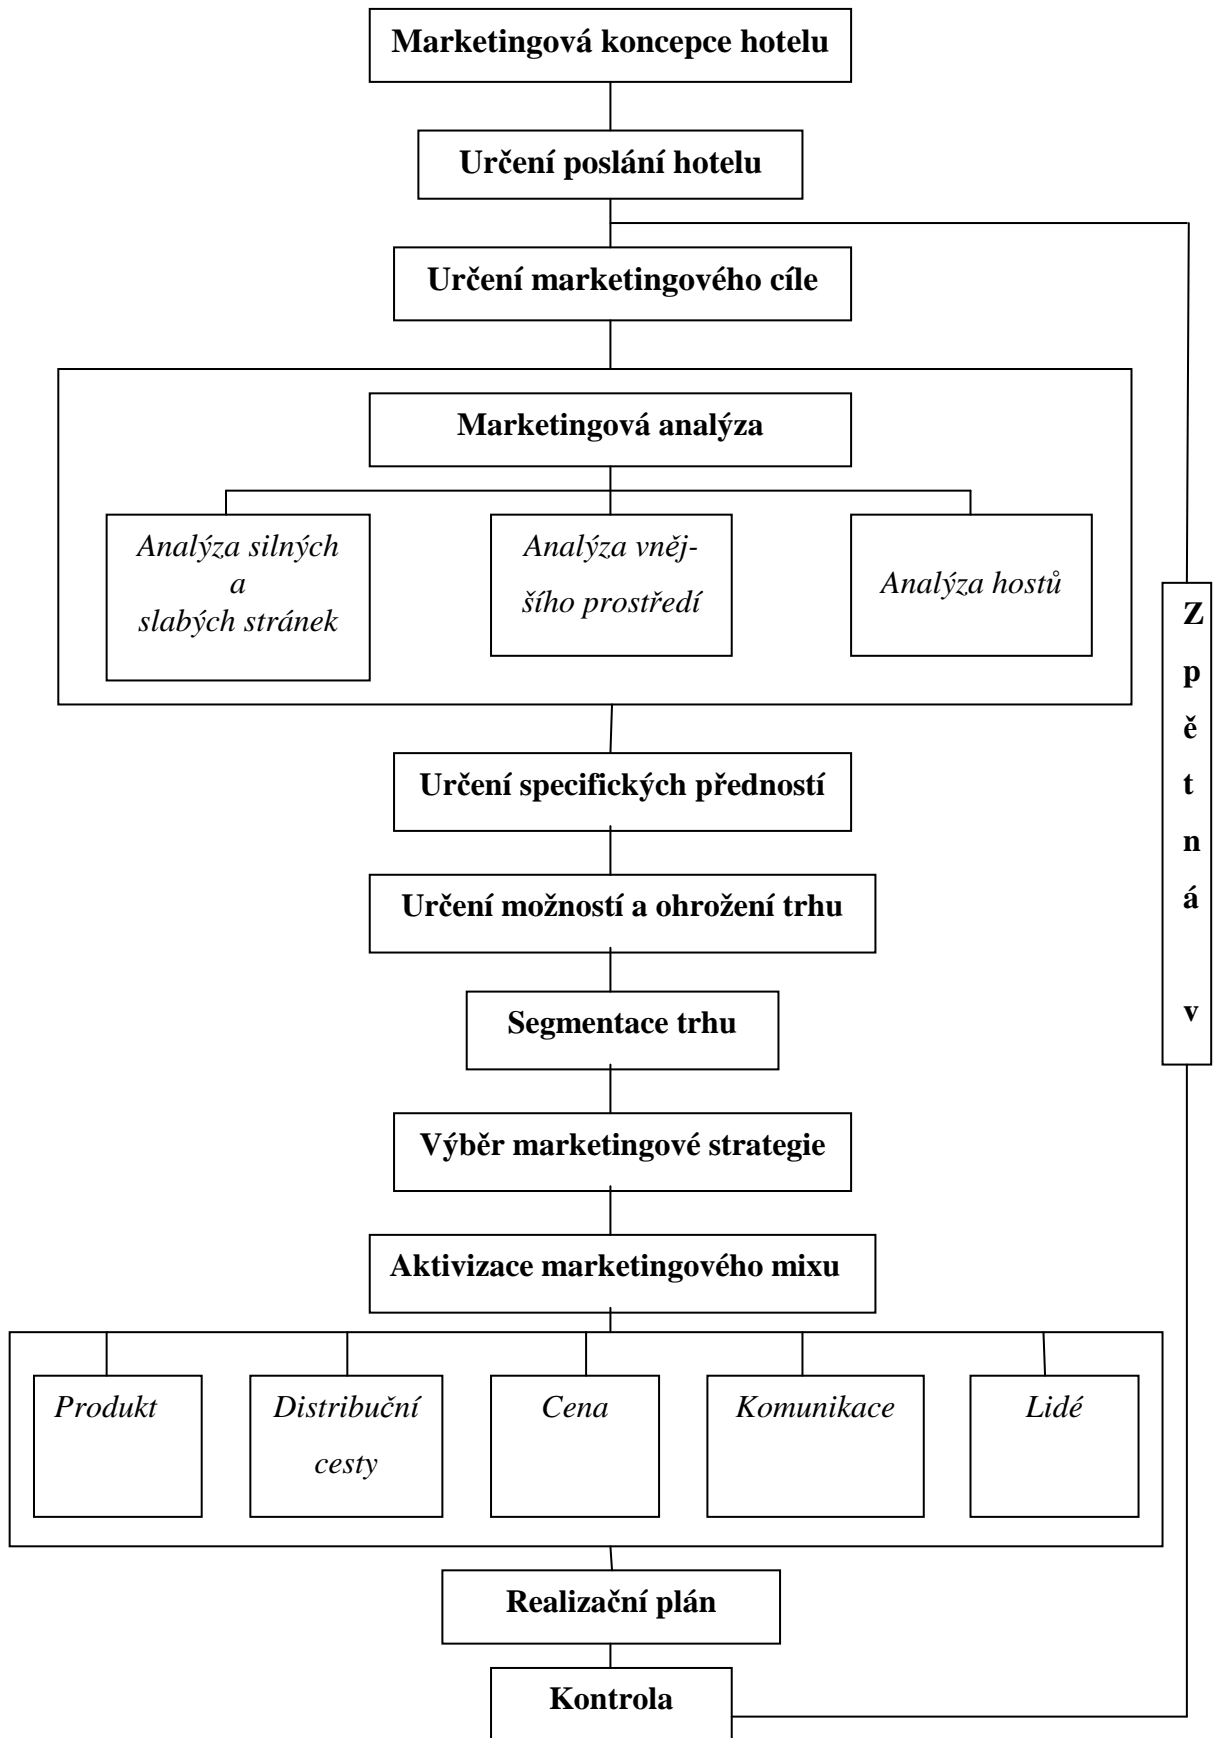 Marketingová koncepce hotelu
Určení poslání hotelu
Určení marketingového cíle
Marketingová analýza
Analýza silných
a
slabých stránek
Analýza vněj-
šího prostředí
Analýza hostů
Určení specifických předností
Určení možností a ohrožení trhu
Segmentace trhu
Výběr marketingové strategie
Aktivizace marketingového mixu
Produkt
Distribuční
cesty
Cena
Komunikace
Lidé
Realizační plán
Kontrola
Z
p
ě
t
n
á
v